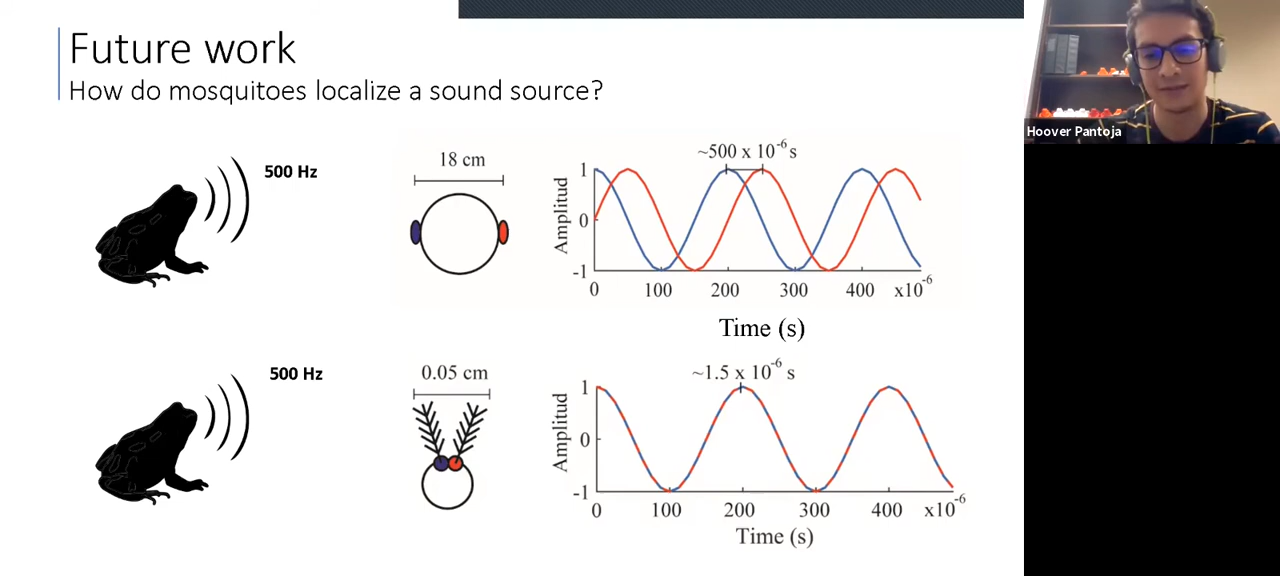 Future work
How do mosquitoes localize a sound source?
Hoover Pantoja
500 Hz
18 cm
~500 x 10⁻⁶ s
Amplitud
1
0
-1
0 100 200 300 400 x10⁻⁶
Time (s)
500 Hz
0.05 cm
~1.5 x 10⁻⁶ s
Amplitud
1
0
-1
0 100 200 300 400 x10⁻⁶
Time (s)